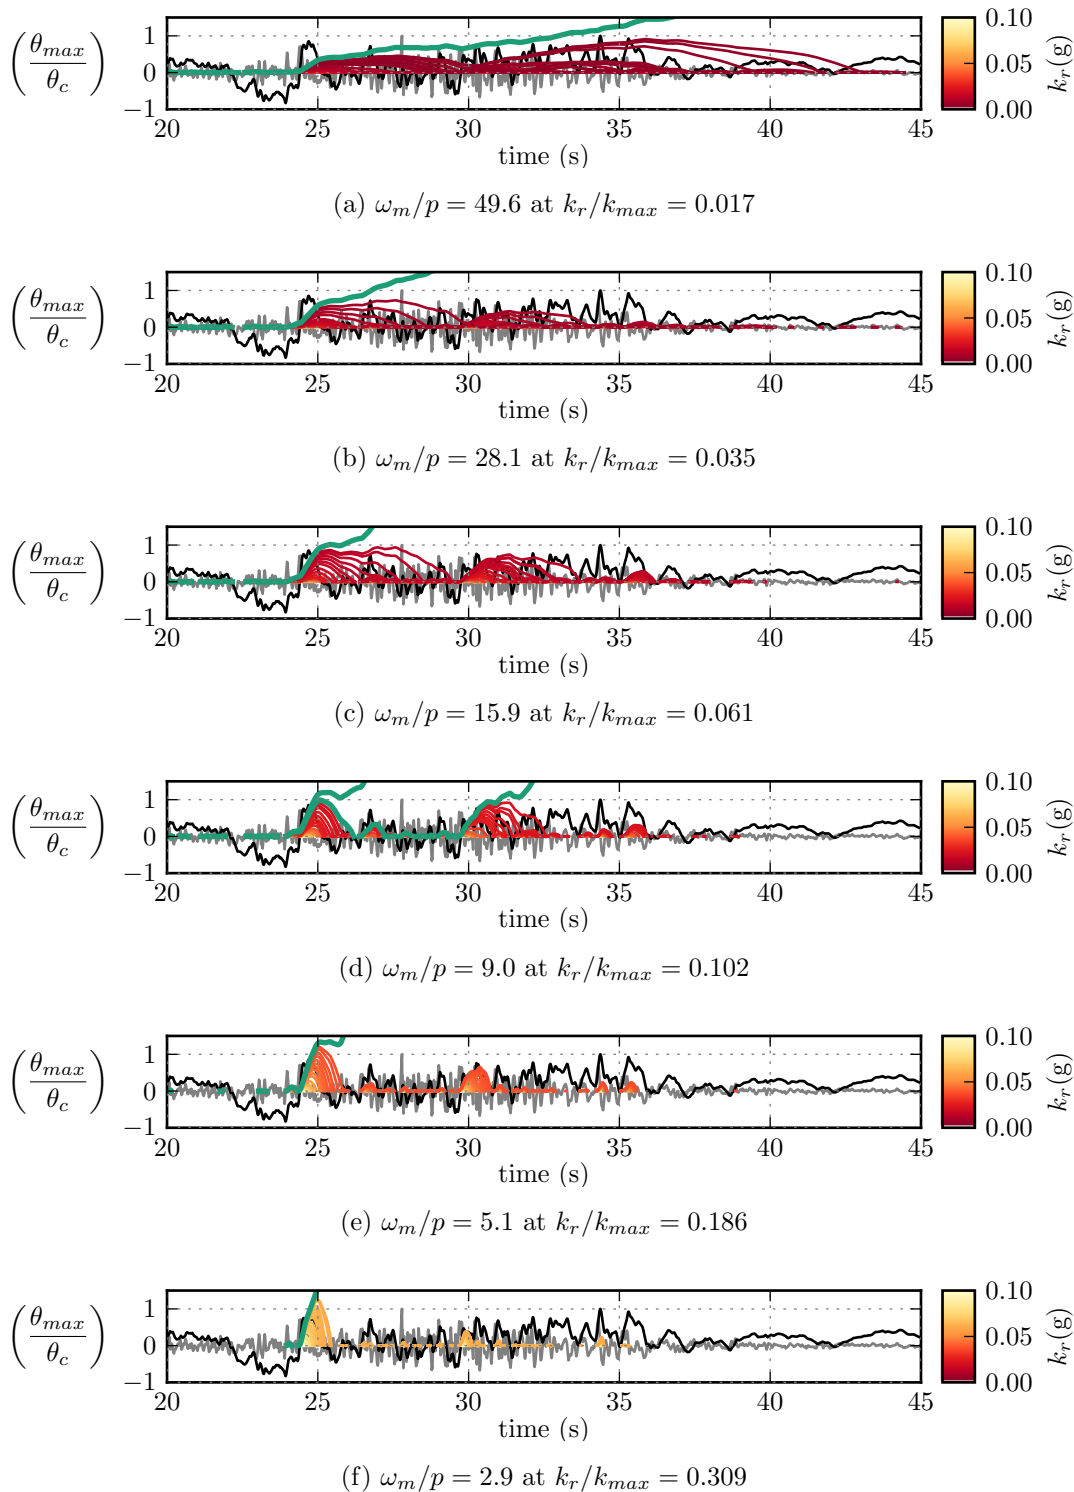 (θmax/θc)
1
0
−1
20 25 30 35 40 45
time (s)
0.10
0.05
0.00
kr(g)
(a) ωm/p = 49.6 at kr/kmax = 0.017
(θmax/θc)
1
0
−1
20 25 30 35 40 45
time (s)
0.10
0.05
0.00
kr(g)
(b) ωm/p = 28.1 at kr/kmax = 0.035
(θmax/θc)
1
0
−1
20 25 30 35 40 45
time (s)
0.10
0.05
0.00
kr(g)
(c) ωm/p = 15.9 at kr/kmax = 0.061
(θmax/θc)
1
0
−1
20 25 30 35 40 45
time (s)
0.10
0.05
0.00
kr(g)
(d) ωm/p = 9.0 at kr/kmax = 0.102
(θmax/θc)
1
0
−1
20 25 30 35 40 45
time (s)
0.10
0.05
0.00
kr(g)
(e) ωm/p = 5.1 at kr/kmax = 0.186
(θmax/θc)
1
0
−1
20 25 30 35 40 45
time (s)
0.10
0.05
0.00
kr(g)
(f) ωm/p = 2.9 at kr/kmax = 0.309